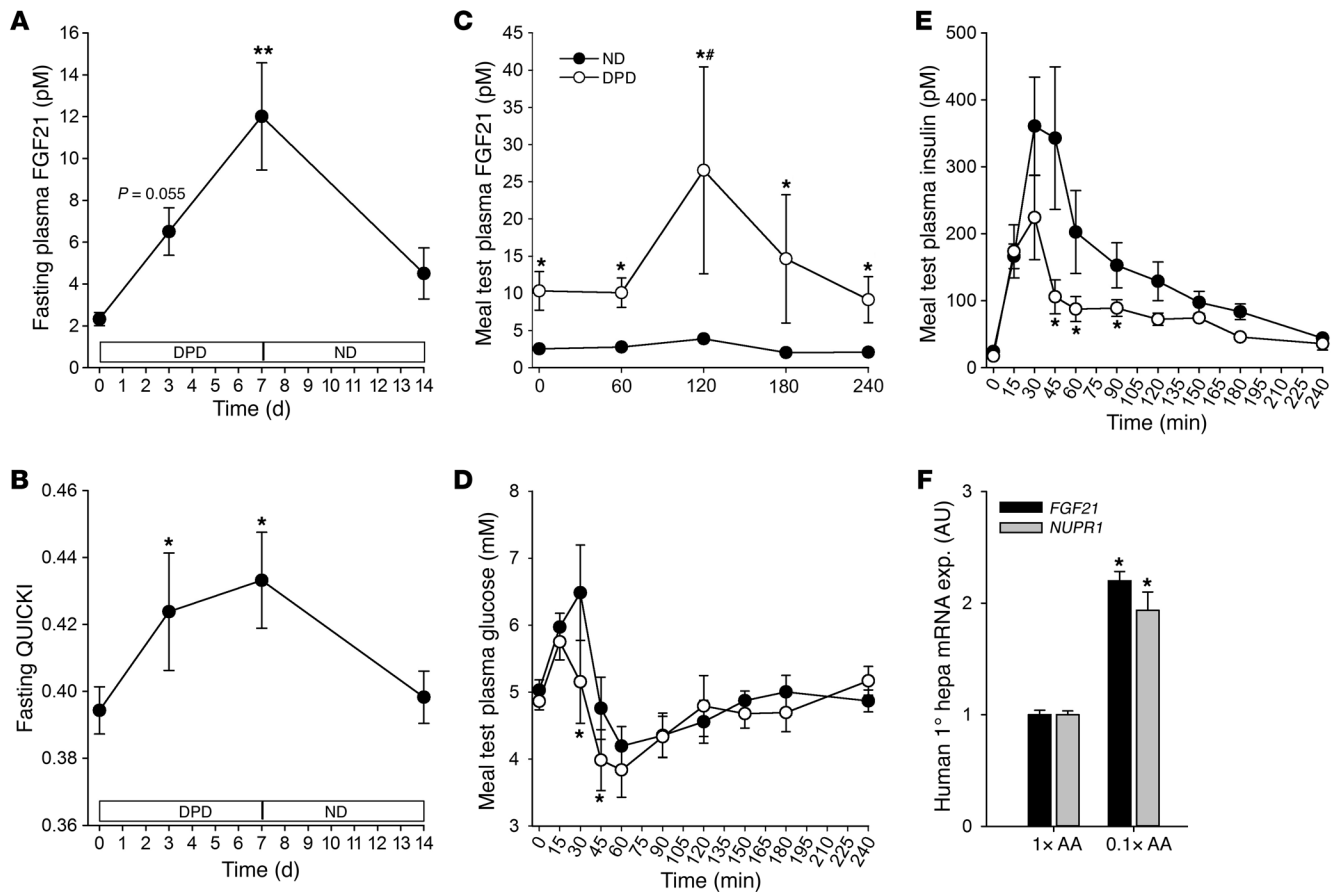 A
Fasting plasma FGF21 (pM)
16
14
12
10
8
6
4
2
0
**
P = 0.055
DPD ND
0 1 2 3 4 5 6 7 8 9 10 11 12 13 14
Time (d)
B
Fasting QUICKI
0.46
0.44
0.42
0.40
0.38
0.36
*
*
DPD ND
0 1 2 3 4 5 6 7 8 9 10 11 12 13 14
Time (d)
C
Meal test plasma FGF21 (pM)
45
40
35
30
25
20
15
10
5
0
ND
DPD
*#
*
*
*
*
0 60 120 180 240
D
Meal test plasma glucose (mM)
8
7
6
5
4
3
*
*
0 15 30 45 60 75 90 105 120 135 150 165 180 195 210 225 240
Time (min)
E
Meal test plasma insulin (pM)
500
400
300
200
100
0
* * *
0 15 30 45 60 75 90 105 120 135 150 165 180 195 210 225 240
Time (min)
F
Human 1° hepa mRNA exp. (AU)
3
2
1
0
FGF21
NUPR1
*
*
1× AA 0.1× AA